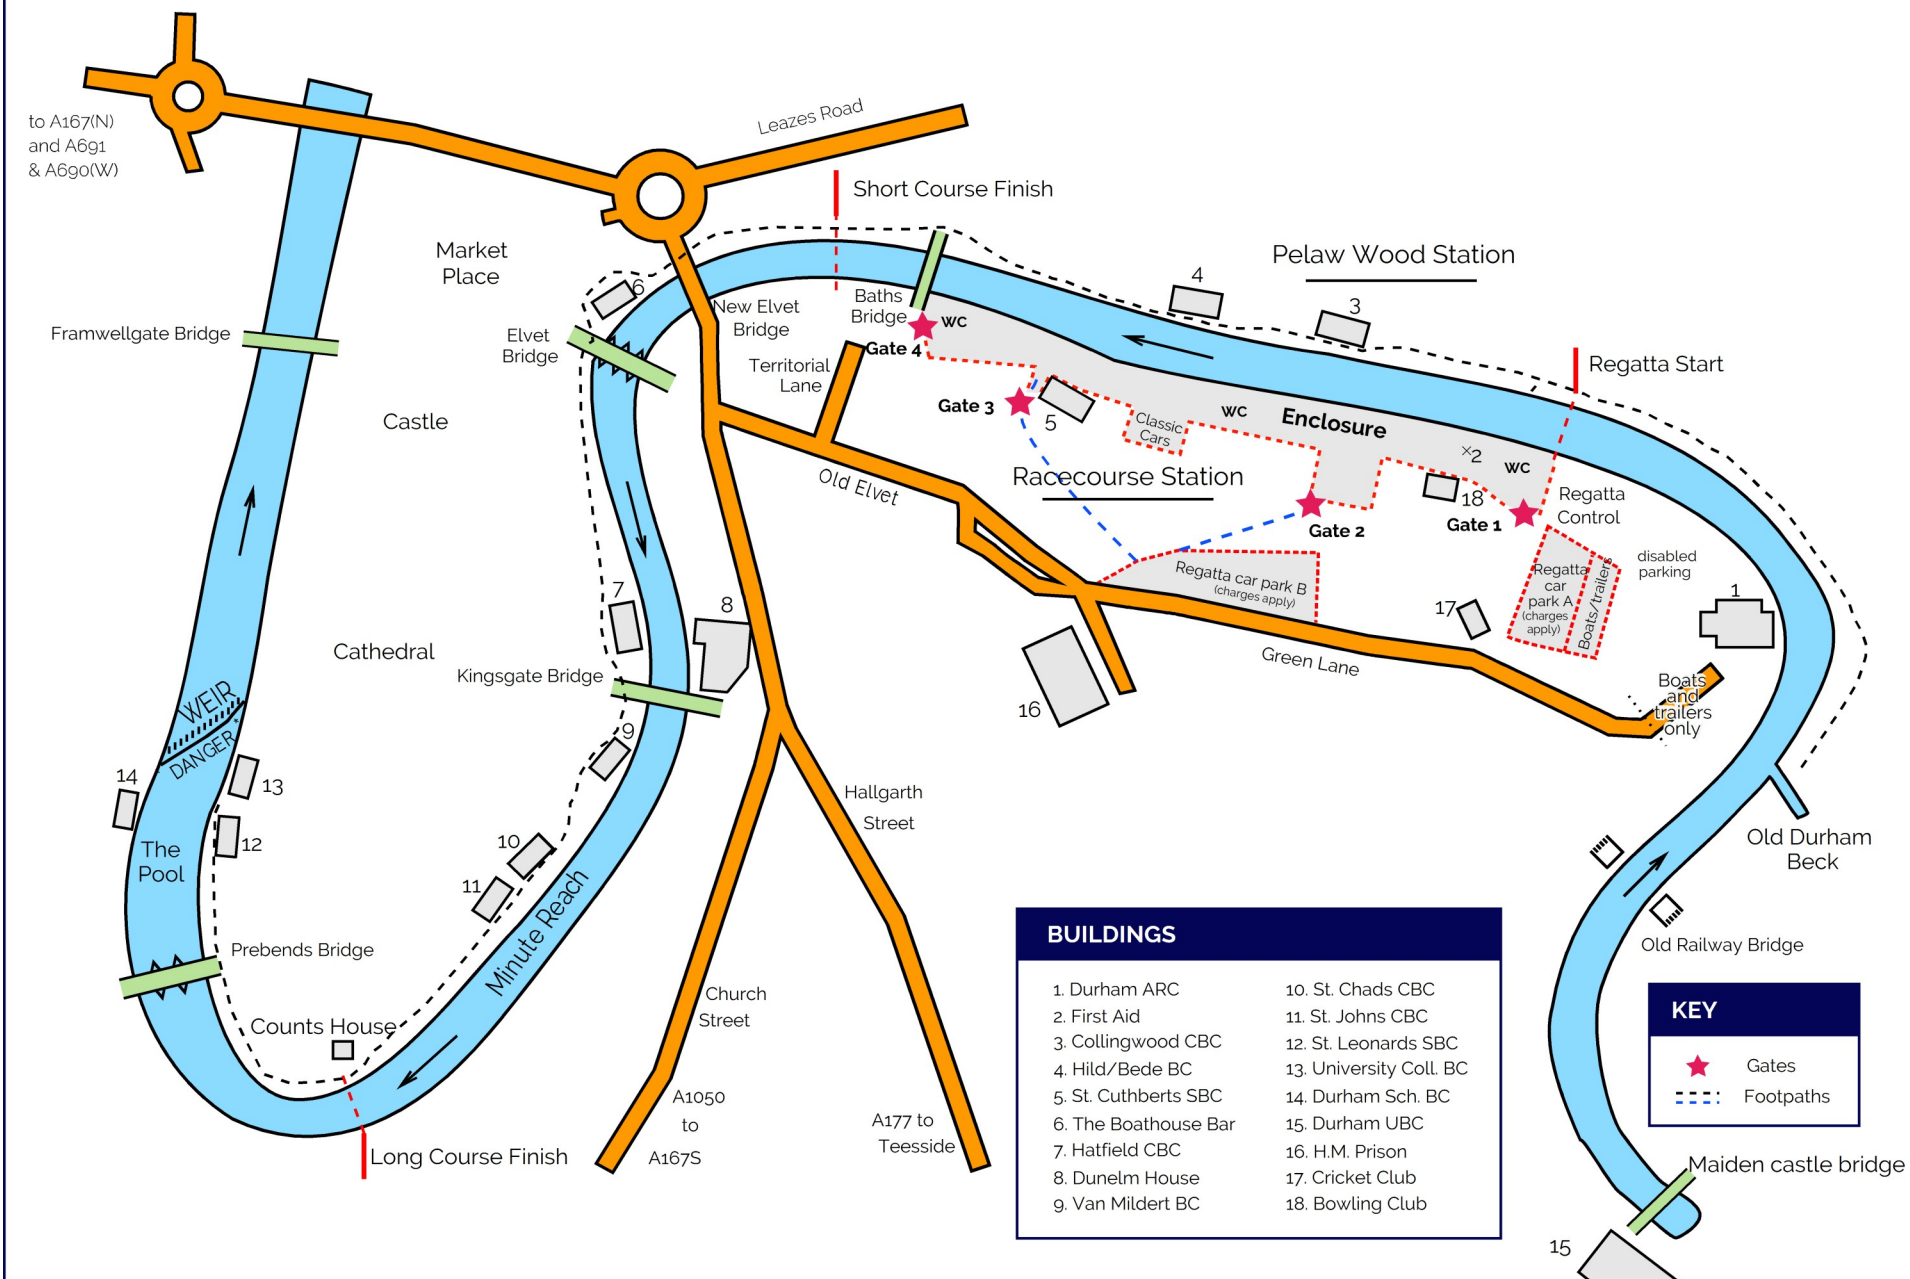 to A167(N)
and A691
& A690(W)
Leazes Road
Short Course Finish
Market
Place
Pelaw Wood Station
4
3
6
New Elvet
Bridge
Baths
Bridge
WC
Gate 4
Framwellgate Bridge
Elvet
Bridge
Territorial
Lane
Regatta Start
Castle
Gate 3
5
Classic
Cars
WC
Enclosure
×2
WC
Old Elvet
Racecourse Station
18
Gate 1
Gate 2
Regatta
Control
disabled
parking
Regatta car park B
(charges apply)
Regatta
car
park A
(charges
apply)
Boats/trailers
1
17
7
8
Cathedral
Kingsgate Bridge
Green Lane
16
Boats
and
trailers
only
WEIR
DANGER
9
14
13
12
The
Pool
10
11
Hallgarth
Street
Old Durham
Beck
Minute Reach
Prebends Bridge
Old Railway Bridge
Church
Street
Counts House
A1050
to
A167S
A177 to
Teesside
Long Course Finish
BUILDINGS
1. Durham ARC
2. First Aid
3. Collingwood CBC
4. Hild/Bede BC
5. St. Cuthberts SBC
6. The Boathouse Bar
7. Hatfield CBC
8. Dunelm House
9. Van Mildert BC
10. St. Chads CBC
11. St. Johns CBC
12. St. Leonards SBC
13. University Coll. BC
14. Durham Sch. BC
15. Durham UBC
16. H.M. Prison
17. Cricket Club
18. Bowling Club
KEY
Gates
Footpaths
Maiden castle bridge
15